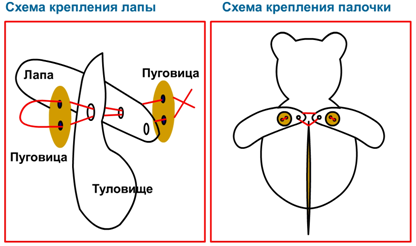 Схема крепления лапы
Схема крепления палочки
Лапа
Пуговица
Пуговица
Туловище